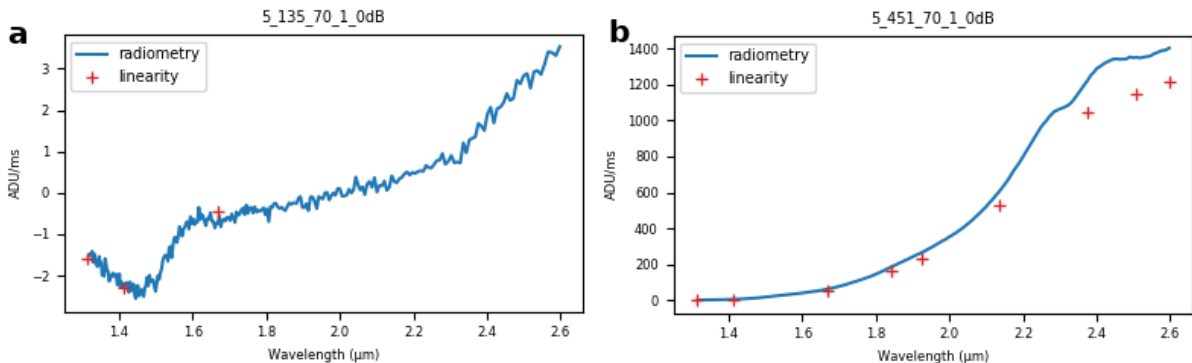 a
5_135_70_1_0dB
radiometry
linearity
3
2
1
0
−1
−2
ADU/ms
1.4
1.6
1.8
2.0
2.2
2.4
2.6
Wavelength (μm)
b
5_451_70_1_0dB
radiometry
linearity
1400
1200
1000
800
600
400
200
0
ADU/ms
1.4
1.6
1.8
2.0
2.2
2.4
2.6
Wavelength (μm)